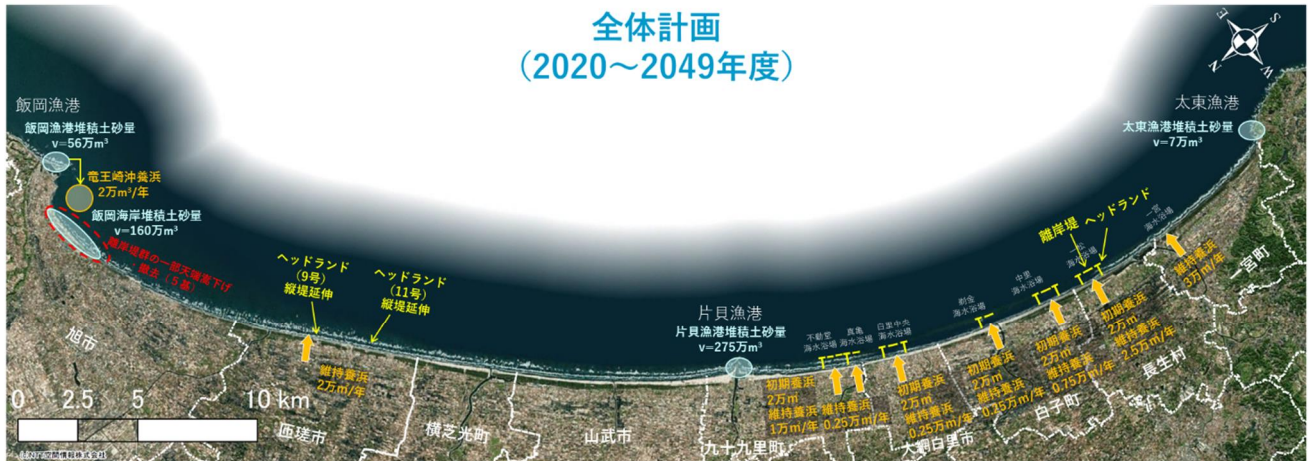 全体計画
（2020～2049年度）
N
E
S
W
飯岡漁港
飯岡漁港堆積土砂量
v=56万m³
竜王崎沖養浜
2万m³/年
飯岡海岸堆積土砂量
v=160万m³
離岸堤群の一部天端嵩下げ
・撤去（5基）
ヘッドランド
(9号)
縦堤延伸
維持養浜
2万m/年
ヘッドランド
(11号)
縦堤延伸
片貝漁港
片貝漁港堆積土砂量
v=275万m³
不動堂
海水浴場
初期養浜
2万m
維持養浜
1万m/年
真亀
海水浴場
維持養浜
0.25万m/年
白里中央
海水浴場
初期養浜
2万m
維持養浜
0.25万m/年
剃金
海水浴場
初期養浜
2万m
維持養浜
0.25万m/年
中里
海水浴場
初期養浜
2万m
維持養浜
0.75万m/年
離岸堤
ヘッドランド
一松
海水浴場
初期養浜
2万m
維持養浜
2.5万m/年
一宮
海水浴場
維持養浜
3万m/年
太東漁港
太東漁港堆積土砂量
v=7万m³
旭市
匝瑳市
横芝光町
山武市
九十九里町
大網白里市
白子町
長生村
一宮町
0 2.5 5 10 km